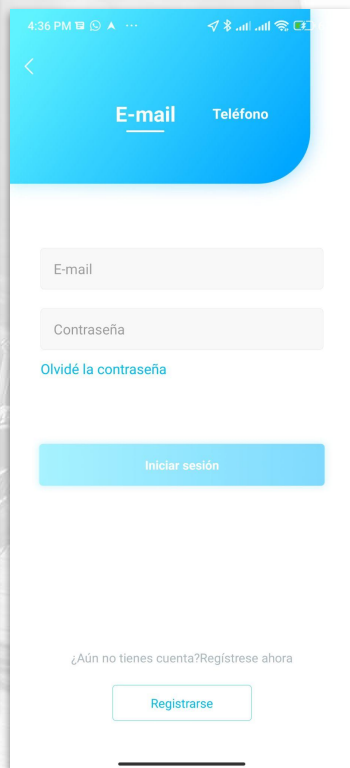 4:36 PM
E-mail Teléfono
E-mail
Contraseña
Olvidé la contraseña
Iniciar sesión
¿Aún no tienes cuenta?Regístrese ahora
Registrarse